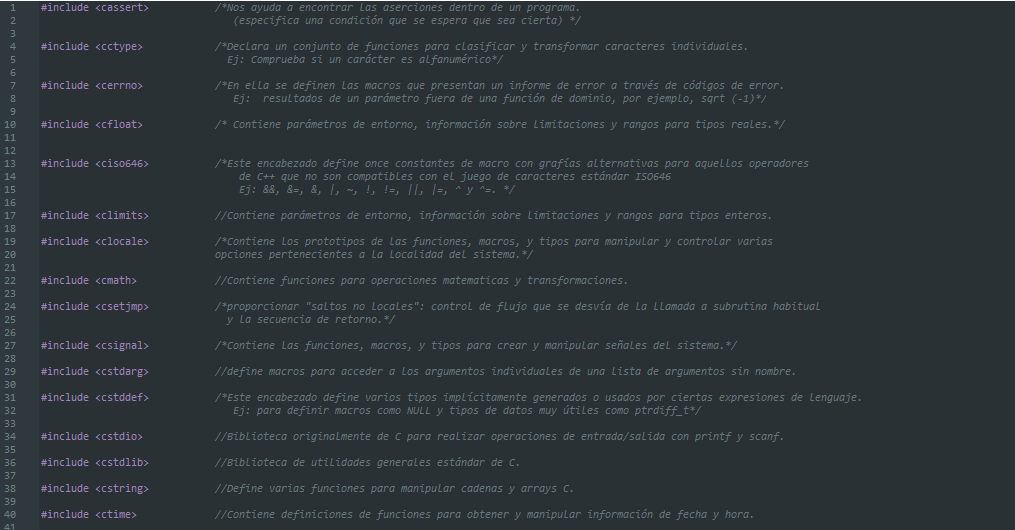 1 #include <cassert> /*Nos ayuda a encontrar las aserciones dentro de un programa.
2 (especifica una condición que se espera que sea cierta) */
3
4 #include <cctype> /*Declara un conjunto de funciones para clasificar y transformar caracteres individuales.
5 Ej: Comprueba si un carácter es alfanumérico*/
6
7 #include <cerrno> /*En ella se definen las macros que presentan un informe de error a través de códigos de error.
8 Ej:  resultados de un parámetro fuera de una función de dominio, por ejemplo, sqrt (-1)*/
9
10 #include <cfloat> /* Contiene parámetros de entorno, información sobre limitaciones y rangos para tipos reales.*/
11
12
13 #include <ciso646> /*Este encabezado define once constantes de macro con grafías alternativas para aquellos operadores
14 de C++ que no son compatibles con el juego de caracteres estándar ISO646
15 Ej: &&, &=, &, |, ~, !, !=, ||, |=, ^ y ^=. */
16
17 #include <climits> //Contiene parámetros de entorno, información sobre limitaciones y rangos para tipos enteros.
18
19 #include <clocale> /*Contiene los prototipos de las funciones, macros, y tipos para manipular y controlar varias
20 opciones pertenecientes a la localidad del sistema.*/
21
22 #include <cmath> //Contiene funciones para operaciones matematicas y transformaciones.
23
24 #include <csetjmp> /*proporcionar "saltos no locales": control de flujo que se desvía de la llamada a subrutina habitual
25 y la secuencia de retorno.*/
26
27 #include <csignal> /*Contiene las funciones, macros, y tipos para crear y manipular señales del sistema.*/
28
29 #include <cstdarg> //define macros para acceder a los argumentos individuales de una lista de argumentos sin nombre.
30
31 #include <cstddef> /*Este encabezado define varios tipos implícitamente generados o usados por ciertas expresiones de lenguaje.
32 Ej: para definir macros como NULL y tipos de datos muy útiles como ptrdiff_t*/
33
34 #include <cstdio> //Biblioteca originalmente de C para realizar operaciones de entrada/salida con printf y scanf.
35
36 #include <cstdlib> //Biblioteca de utilidades generales estándar de C.
37
38 #include <cstring> //Define varias funciones para manipular cadenas y arrays C.
39
40 #include <ctime> //Contiene definiciones de funciones para obtener y manipular información de fecha y hora.
41